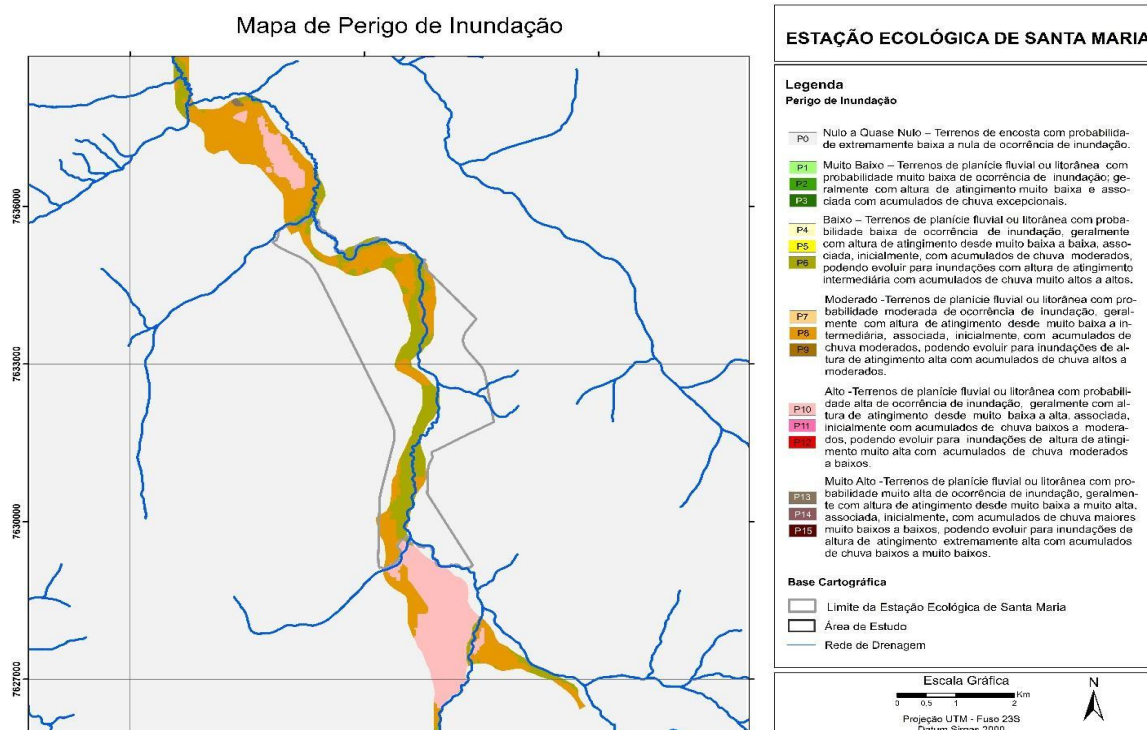 Mapa de Perigo de Inundação
7636000
7633000
7630000
7627000
ESTAÇÃO ECOLÓGICA DE SANTA MARIA
Legenda
Perigo de Inundação
P0
Nulo a Quase Nulo – Terrenos de encosta com probabilida-
de extremamente baixa a nula de ocorrência de inundação.
P1
P2
P3
Muito Baixo – Terrenos de planície fluvial ou litorânea com
probabilidade muito baixa de ocorrência de inundação; ge-
ralmente com altura de atingimento muito baixa e asso-
ciada com acumulados de chuva excepcionais.
P4
P5
P6
Baixo – Terrenos de planície fluvial ou litorânea com proba-
bilidade baixa de ocorrência de inundação, geralmente
com altura de atingimento desde muito baixa a baixa, asso-
ciada, inicialmente, com acumulados de chuva moderados,
podendo evoluir para inundações com altura de atingimento
intermediária com acumulados de chuva muito altos a altos.
P7
P8
P9
Moderado -Terrenos de planície fluvial ou litorânea com pro-
babilidade moderada de ocorrência de inundação, geral-
mente com altura de atingimento desde muito baixa a in-
termediária, associada, inicialmente, com acumulados de
chuva moderados, podendo evoluir para inundações de al-
tura de atingimento alta com acumulados de chuva altos a
moderados.
P10
P11
P12
Alto -Terrenos de planície fluvial ou litorânea com probabili-
dade alta de ocorrência de inundação, geralmente com al-
tura de atingimento desde muito baixa a alta, associada,
inicialmente com acumulados de chuva baixos a modera-
dos, podendo evoluir para inundações de altura de atingi-
mento muito alta com acumulados de chuva moderados
a baixos.
P13
P14
P15
Muito Alto -Terrenos de planície fluvial ou litorânea com pro-
babilidade muito alta de ocorrência de inundação, geralmen-
te com altura de atingimento desde muito baixa a muito alta,
associada, inicialmente, com acumulados de chuva maiores
muito baixos a baixos, podendo evoluir para inundações de
altura de atingimento extremamente alta com acumulados
de chuva baixos a muito baixos.
Base Cartográfica
Limite da Estação Ecológica de Santa Maria
Área de Estudo
Rede de Drenagem
Escala Gráfica
Km
0 0.5 1 2
N
Projeção UTM - Fuso 23S
Datum Sirgas 2000